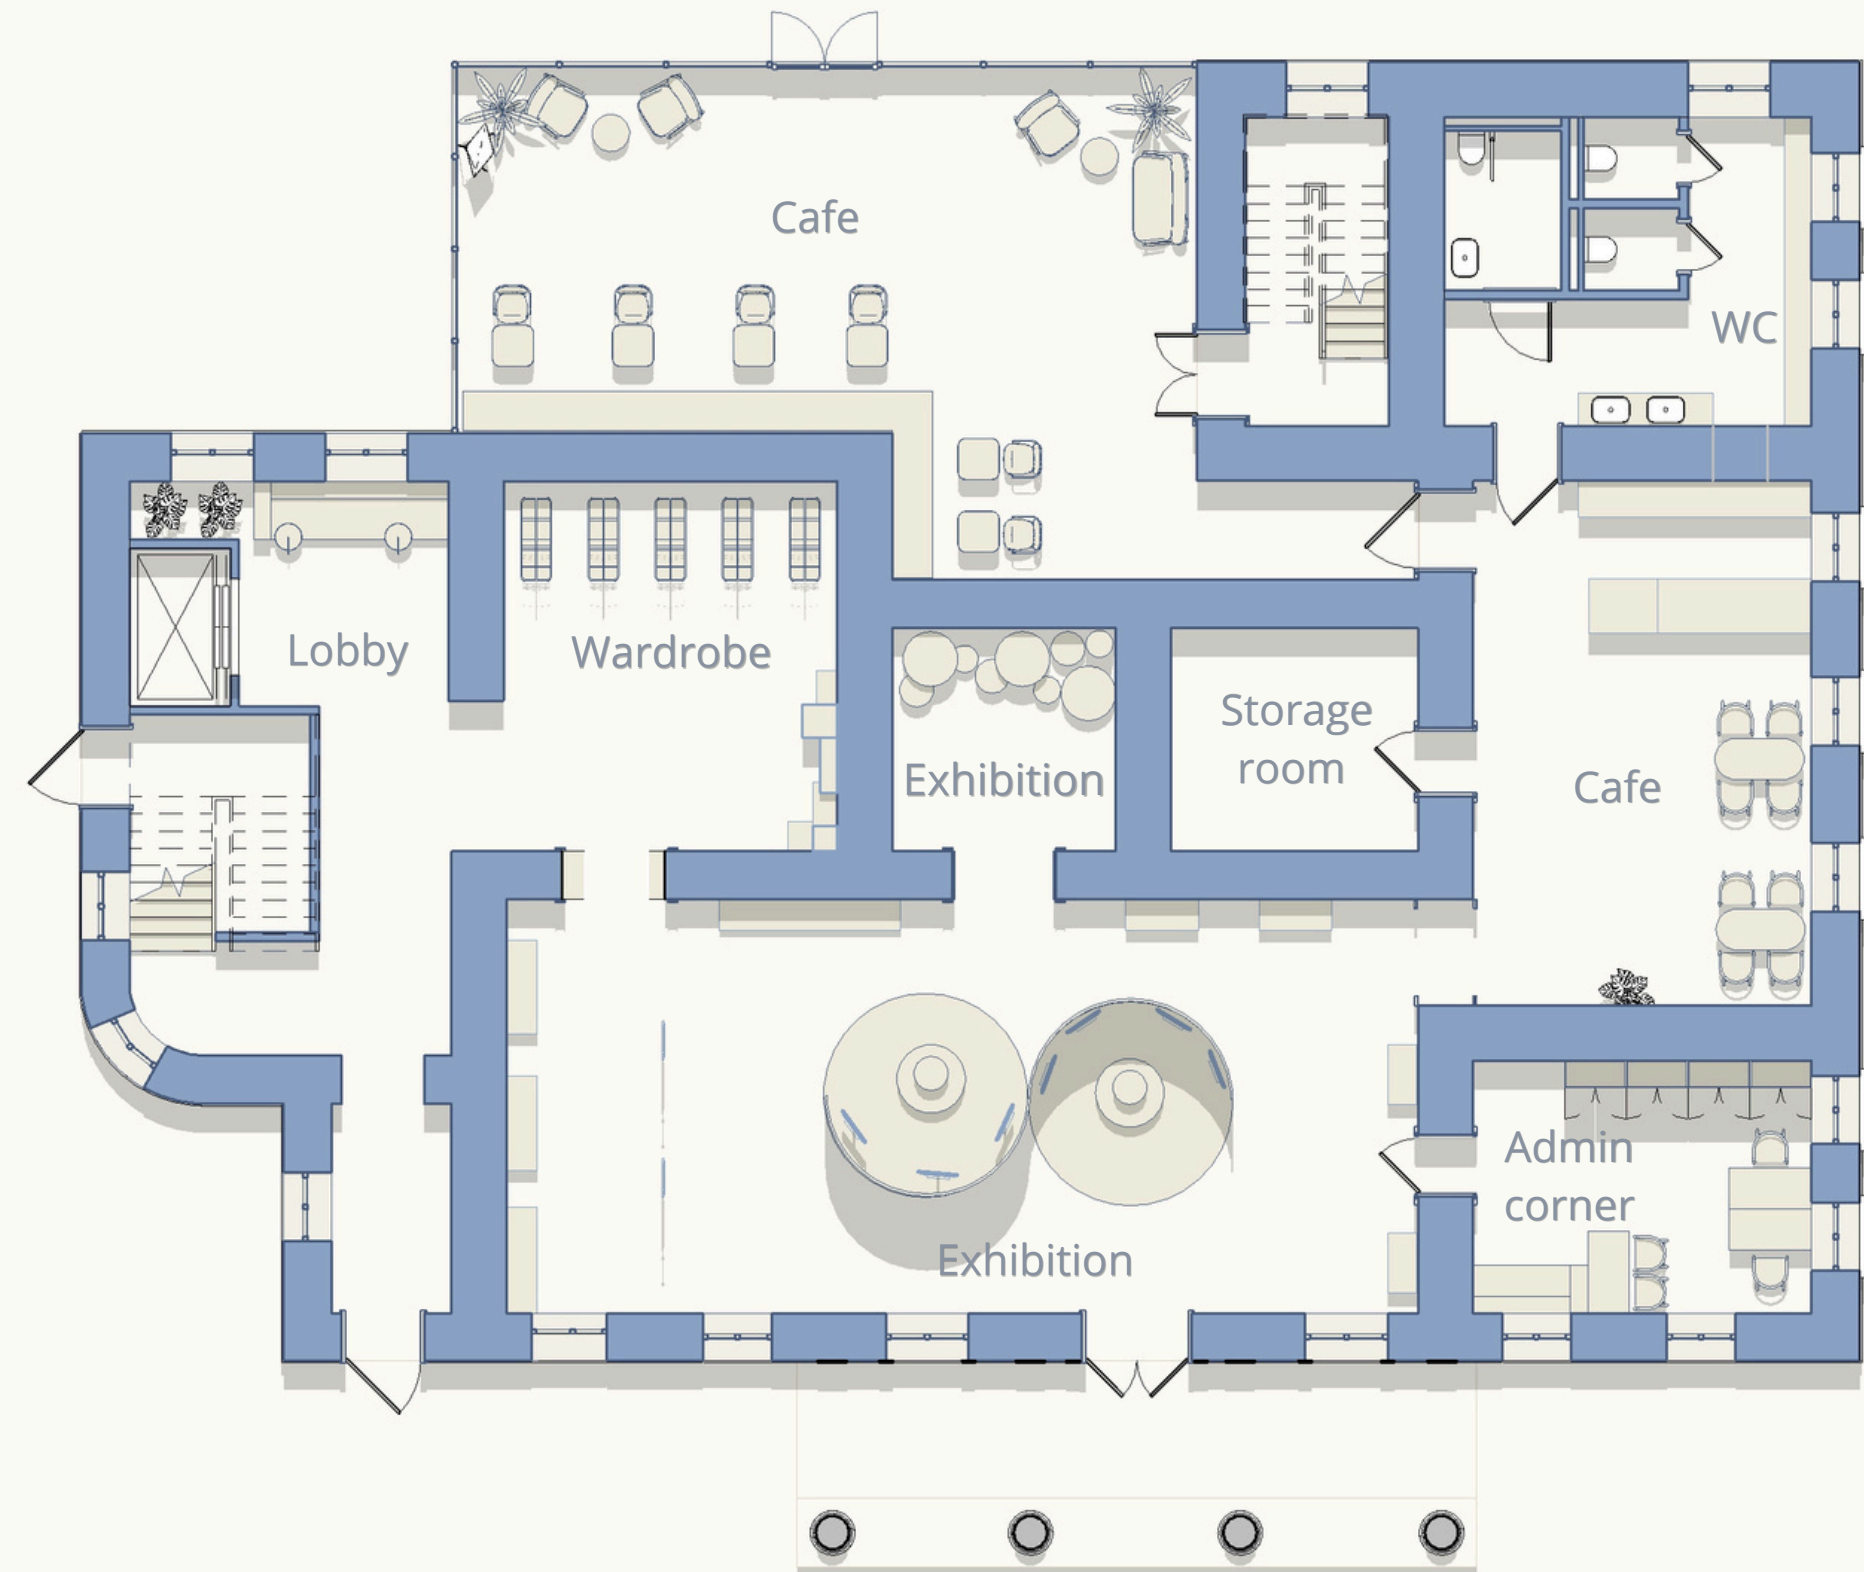 Cafe
WC
Lobby
Wardrobe
Exhibition
Storage
room
Cafe
Admin
corner
Exhibition